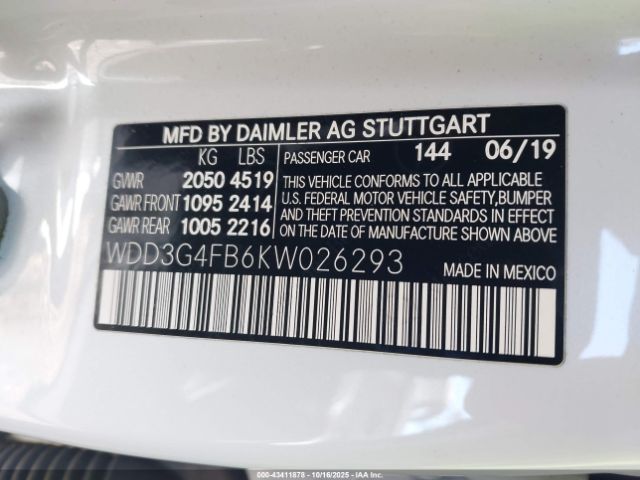 MFD BY DAIMLER AG STUTTGART
KG LBS PASSENGER CAR 144 06/19
GVWR 2050 4519
GAWR FRONT 1095 2414
GAWR REAR 1005 2216
THIS VEHICLE CONFORMS TO ALL APPLICABLE
U.S. FEDERAL MOTOR VEHICLE SAFETY,BUMPER
AND THEFT PREVENTION STANDARDS IN EFFECT
ON THE DATE OF MANUFACTURE SHOWN ABOVE
WDD3G4FB6KW026293 MADE IN MEXICO
000-43411878 - 10/16/2025 - IAA Inc.